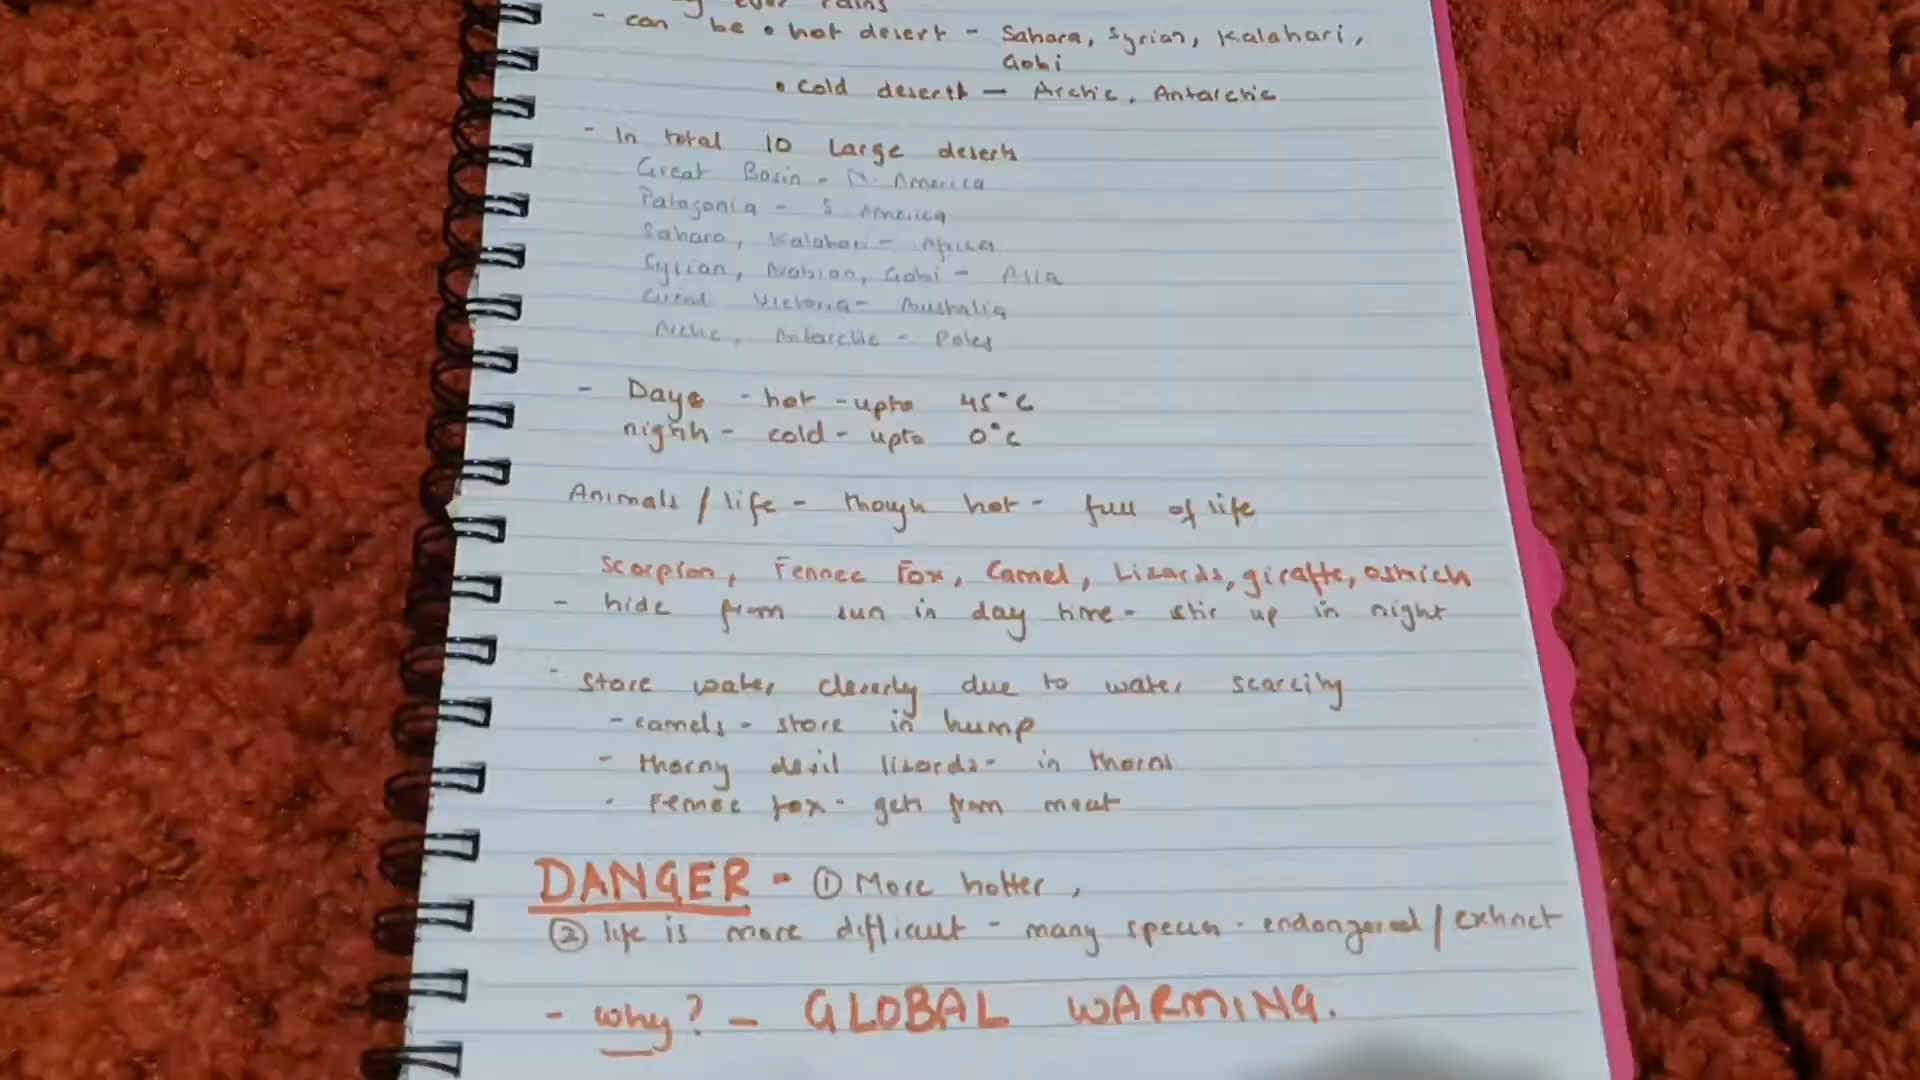 ever rains
- can be • hot desert - Sahara, Syrian, Kalahari,
Gobi
• cold desertt - Arctic, Antarctic
- In total 10 Large deserts
Great Basin - N. America
Patagonia - S America
Sahara, Kalahari - Africa
Syrian, Arabian, Gobi - Asia
Great Victoria - Australia
Arctic, Antarctic - Poles
- Days - hot - upto 45°C
night - cold - upto 0°C
Animals / life - though hot - full of life
Scorpion, Fennec Fox, Camel, Lizards, giraffe, ostrich
- hide from sun in day time - stir up in night
- store water cleverly due to water scarcity
- camels - store in hump
- thorny devil lizards - in thorns
- Fennec fox - gets from meat
DANGER - ① More hotter,
② life is more difficult - many species - endangered / extinct
- why? - GLOBAL WARMING.